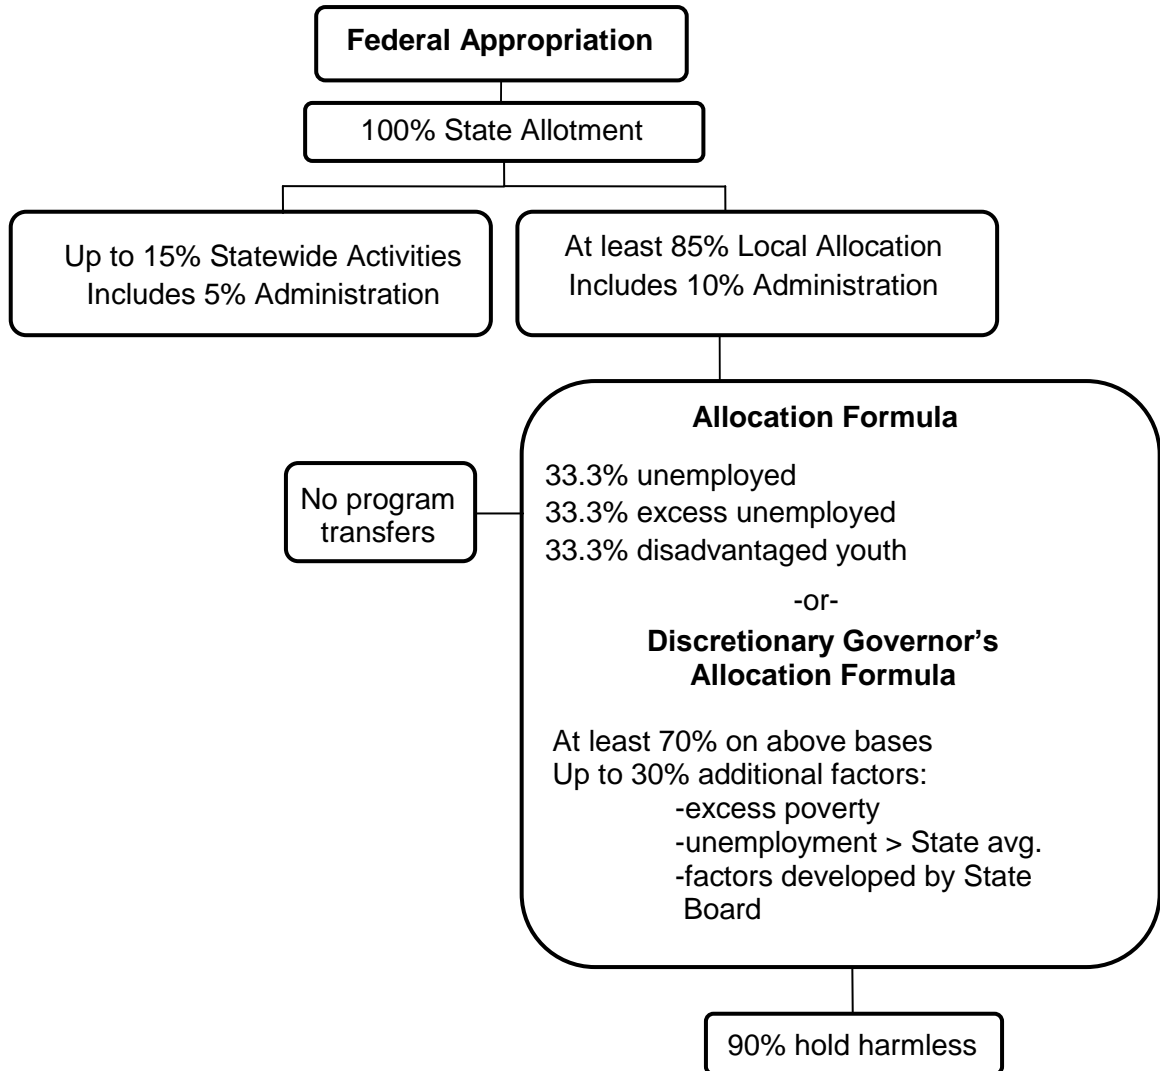 Federal Appropriation
100% State Allotment
Up to 15% Statewide Activities
Includes 5% Administration
At least 85% Local Allocation
Includes 10% Administration
Allocation Formula
33.3% unemployed
33.3% excess unemployed
33.3% disadvantaged youth
No program
transfers
-or-
Discretionary Governor’s
Allocation Formula
At least 70% on above bases
Up to 30% additional factors:
-excess poverty
-unemployment > State avg.
-factors developed by State
Board
90% hold harmless